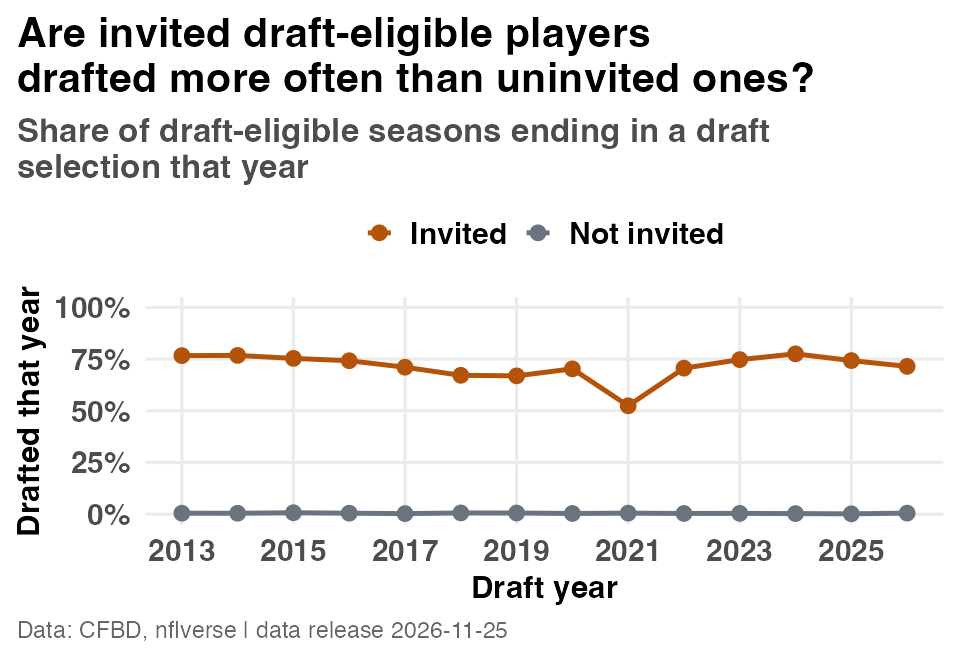 Are invited draft-eligible players
drafted more often than uninvited ones?
Share of draft-eligible seasons ending in a draft
selection that year
Invited
Not invited
Drafted that year
100%
75%
50%
25%
0%
2013
2015
2017
2019
2021
2023
2025
Draft year
Data: CFBD, nflverse | data release 2026-11-25